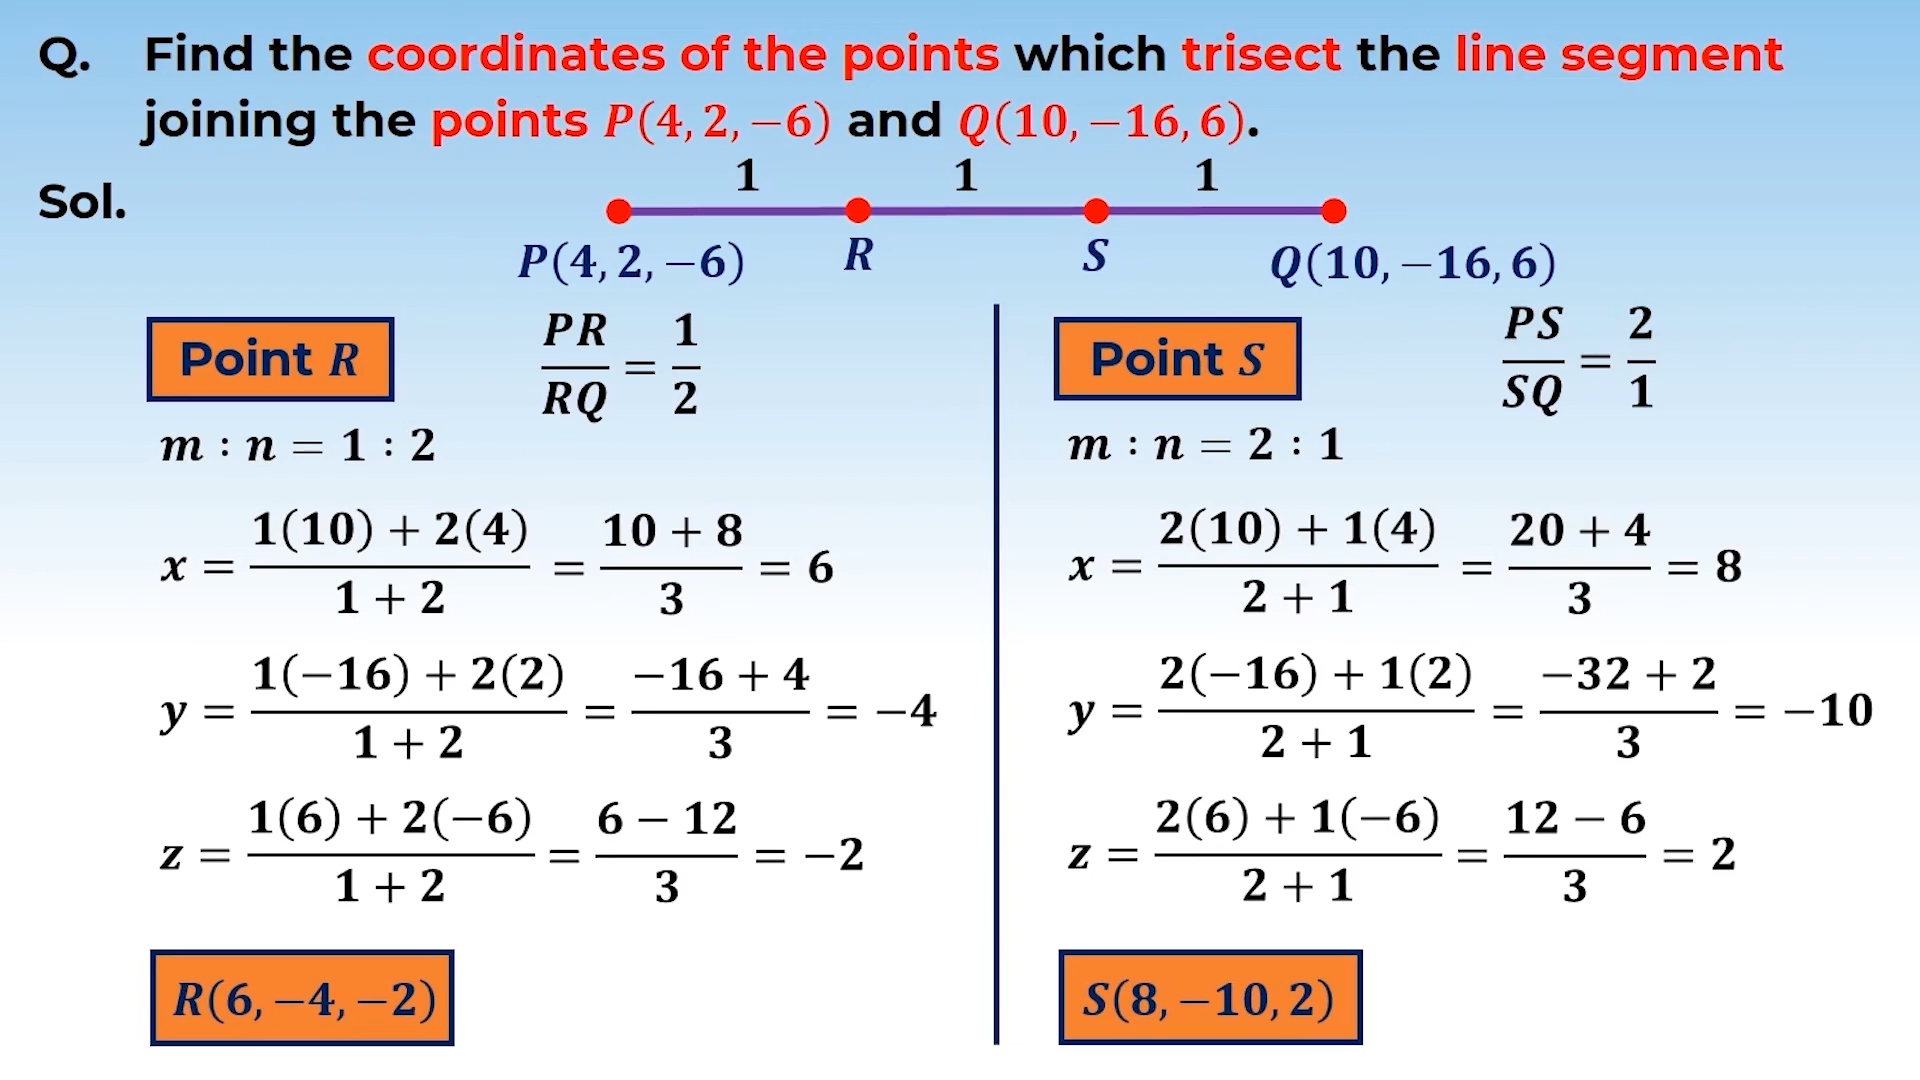 Q. Find the coordinates of the points which trisect the line segment
joining the points P(4, 2, −6) and Q(10, −16, 6).
Sol.
1 1 1
P(4, 2, −6) R S Q(10, −16, 6)
Point R
PR/RQ = 1/2
m : n = 1 : 2
x = (1(10) + 2(4))/(1 + 2) = (10 + 8)/3 = 6
y = (1(−16) + 2(2))/(1 + 2) = (−16 + 4)/3 = −4
z = (1(6) + 2(−6))/(1 + 2) = (6 − 12)/3 = −2
R(6, −4, −2)
Point S
PS/SQ = 2/1
m : n = 2 : 1
x = (2(10) + 1(4))/(2 + 1) = (20 + 4)/3 = 8
y = (2(−16) + 1(2))/(2 + 1) = (−32 + 2)/3 = −10
z = (2(6) + 1(−6))/(2 + 1) = (12 − 6)/3 = 2
S(8, −10, 2)